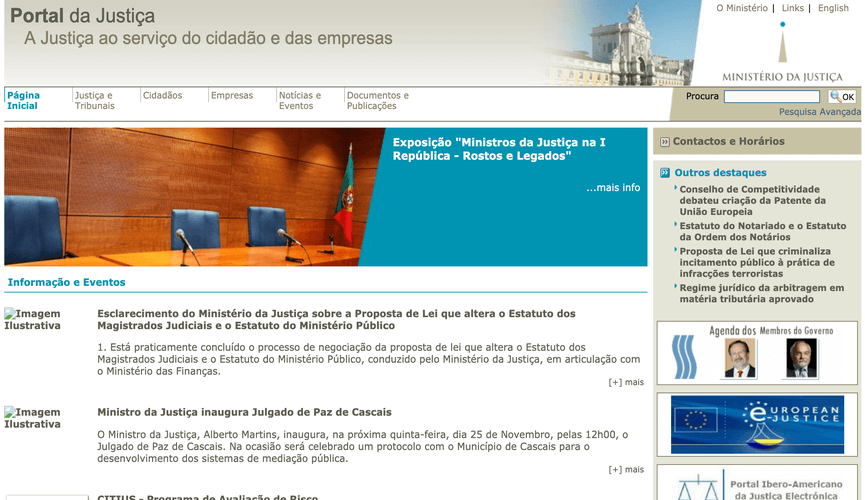 Portal da Justiça
A Justiça ao serviço do cidadão e das empresas
O Ministério | Links | English
MINISTÉRIO DA JUSTIÇA
Página
Inicial
Justiça e
Tribunais
Cidadãos
Empresas
Notícias e
Eventos
Documentos e
Publicações
Procura
OK
Pesquisa Avançada
Exposição "Ministros da Justiça na I
República - Rostos e Legados"
...mais info
Informação e Eventos
Imagem
Ilustrativa
Esclarecimento do Ministério da Justiça sobre a Proposta de Lei que altera o Estatuto dos
Magistrados Judiciais e o Estatuto do Ministério Público
1. Está praticamente concluído o processo de negociação da proposta de lei que altera o Estatuto dos
Magistrados Judiciais e o Estatuto do Ministério Público, conduzido pelo Ministério da Justiça, em articulação com
o Ministério das Finanças.
[+] mais
Imagem
Ilustrativa
Ministro da Justiça inaugura Julgado de Paz de Cascais
O Ministro da Justiça, Alberto Martins, inaugura, na próxima quinta-feira, dia 25 de Novembro, pelas 12h00, o
Julgado de Paz de Cascais. Na ocasião será celebrado um protocolo com o Município de Cascais para o
desenvolvimento dos sistemas de mediação pública.
[+] mais
CITIUS - Programa de Avaliação de Risco
Contactos e Horários
Outros destaques
Conselho de Competitividade
debateu criação da Patente da
União Europeia
Estatuto do Notariado e o Estatuto
da Ordem dos Notários
Proposta de Lei que criminaliza
incitamento público à prática de
infracções terroristas
Regime jurídico da arbitragem em
matéria tributária aprovado
Agenda dos Membros do Governo
EUROPEAN
e-JUSTICE
Portal Ibero-Americano
da Justiça Electrónica